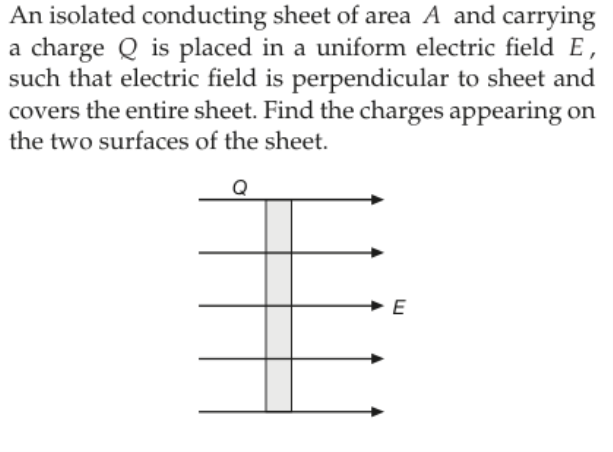 An isolated conducting sheet of area A and carrying
a charge Q is placed in a uniform electric field E,
such that electric field is perpendicular to sheet and
covers the entire sheet. Find the charges appearing on
the two surfaces of the sheet.
Q
E